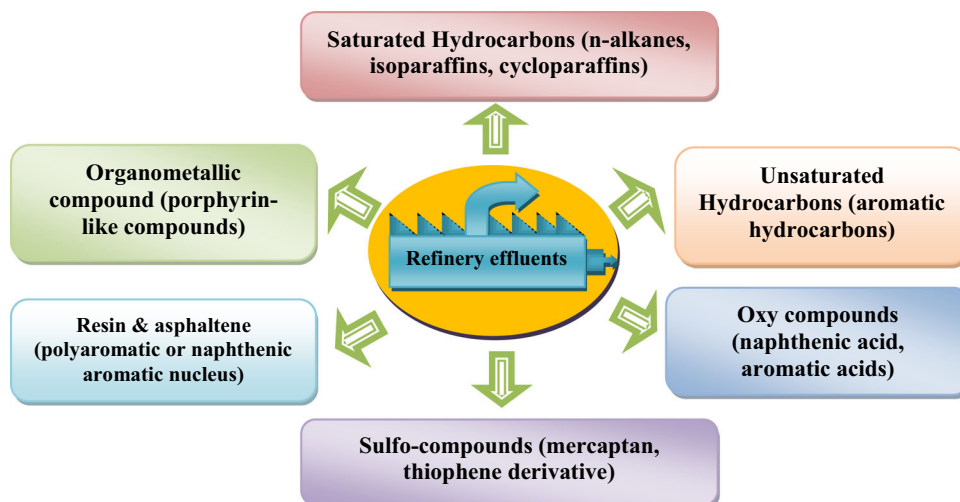 Saturated Hydrocarbons (n-alkanes,
isoparaffins, cycloparaffins)
Organometallic
compound (porphyrin-
like compounds)
Unsaturated
Hydrocarbons (aromatic
hydrocarbons)
Refinery effluents
Resin & asphaltene
(polyaromatic or naphthenic
aromatic nucleus)
Oxy compounds
(naphthenic acid,
aromatic acids)
Sulfo-compounds (mercaptan,
thiophene derivative)